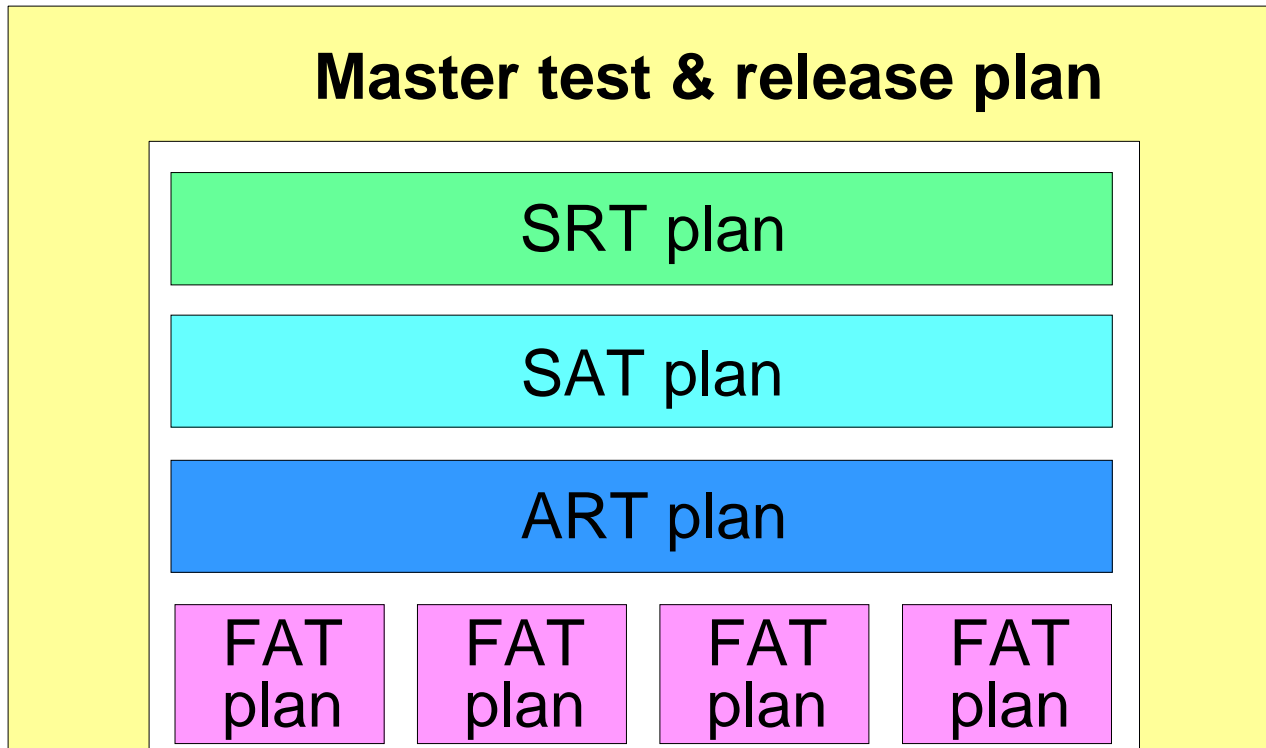 Master test & release plan
SRT plan
SAT plan
ART plan
FAT FAT FAT FAT
plan plan plan plan